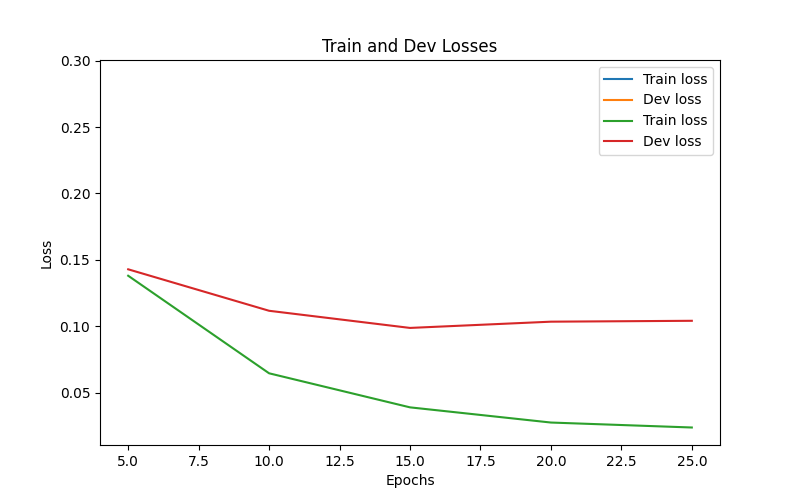 Train and Dev Losses
Train loss
Dev loss
Train loss
Dev loss
0.30
0.25
0.20
0.15
0.10
0.05
Loss
5.0 7.5 10.0 12.5 15.0 17.5 20.0 22.5 25.0
Epochs